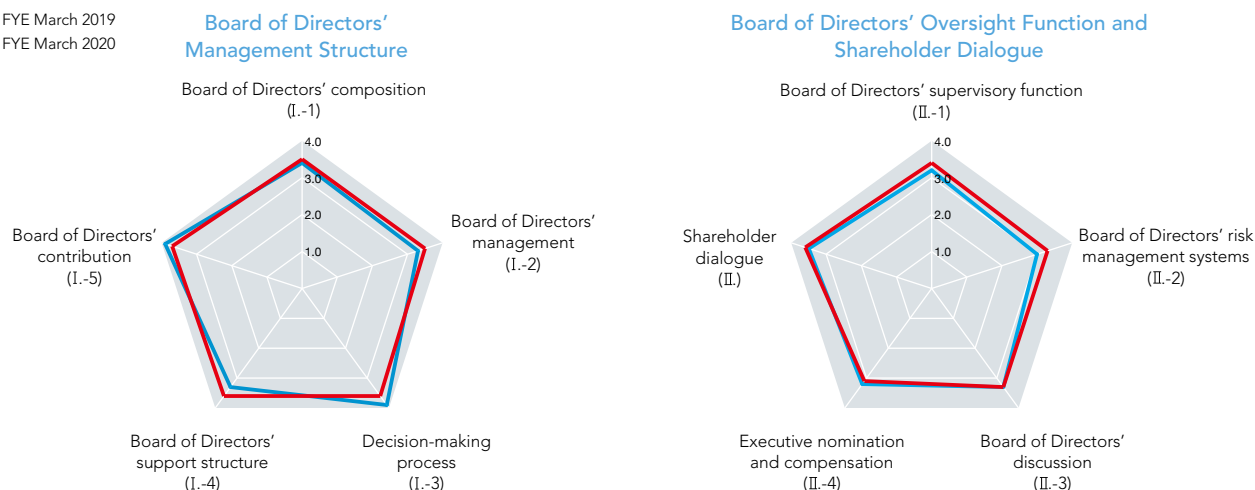 FYE March 2019
FYE March 2020
Board of Directors’
Management Structure
Board of Directors’ composition
(Ⅰ.-1)
4.0
3.0
2.0
1.0
Board of Directors’
management
(Ⅰ.-2)
Board of Directors’
contribution
(Ⅰ.-5)
Board of Directors’
support structure
(Ⅰ.-4)
Decision-making
process
(Ⅰ.-3)
Board of Directors’ Oversight Function and
Shareholder Dialogue
Board of Directors’ supervisory function
(Ⅱ.-1)
4.0
3.0
2.0
1.0
Shareholder
dialogue
(Ⅱ.)
Board of Directors’ risk
management systems
(Ⅱ.-2)
Executive nomination
and compensation
(Ⅱ.-4)
Board of Directors’
discussion
(Ⅱ.-3)